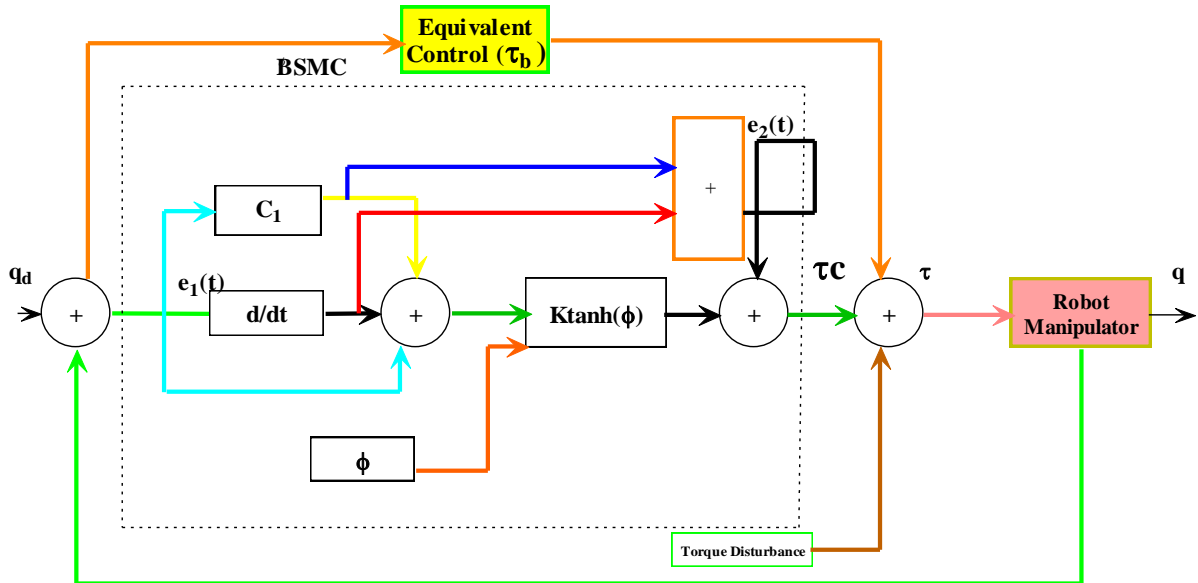 Equivalent
Control (τb)
BSMC
e2(t)
+
C1
qd
e1(t)
τc
τ
q
+
d/dt
+
Ktanh(ϕ)
+
+
Robot
Manipulator
ϕ
Torque Disturbance